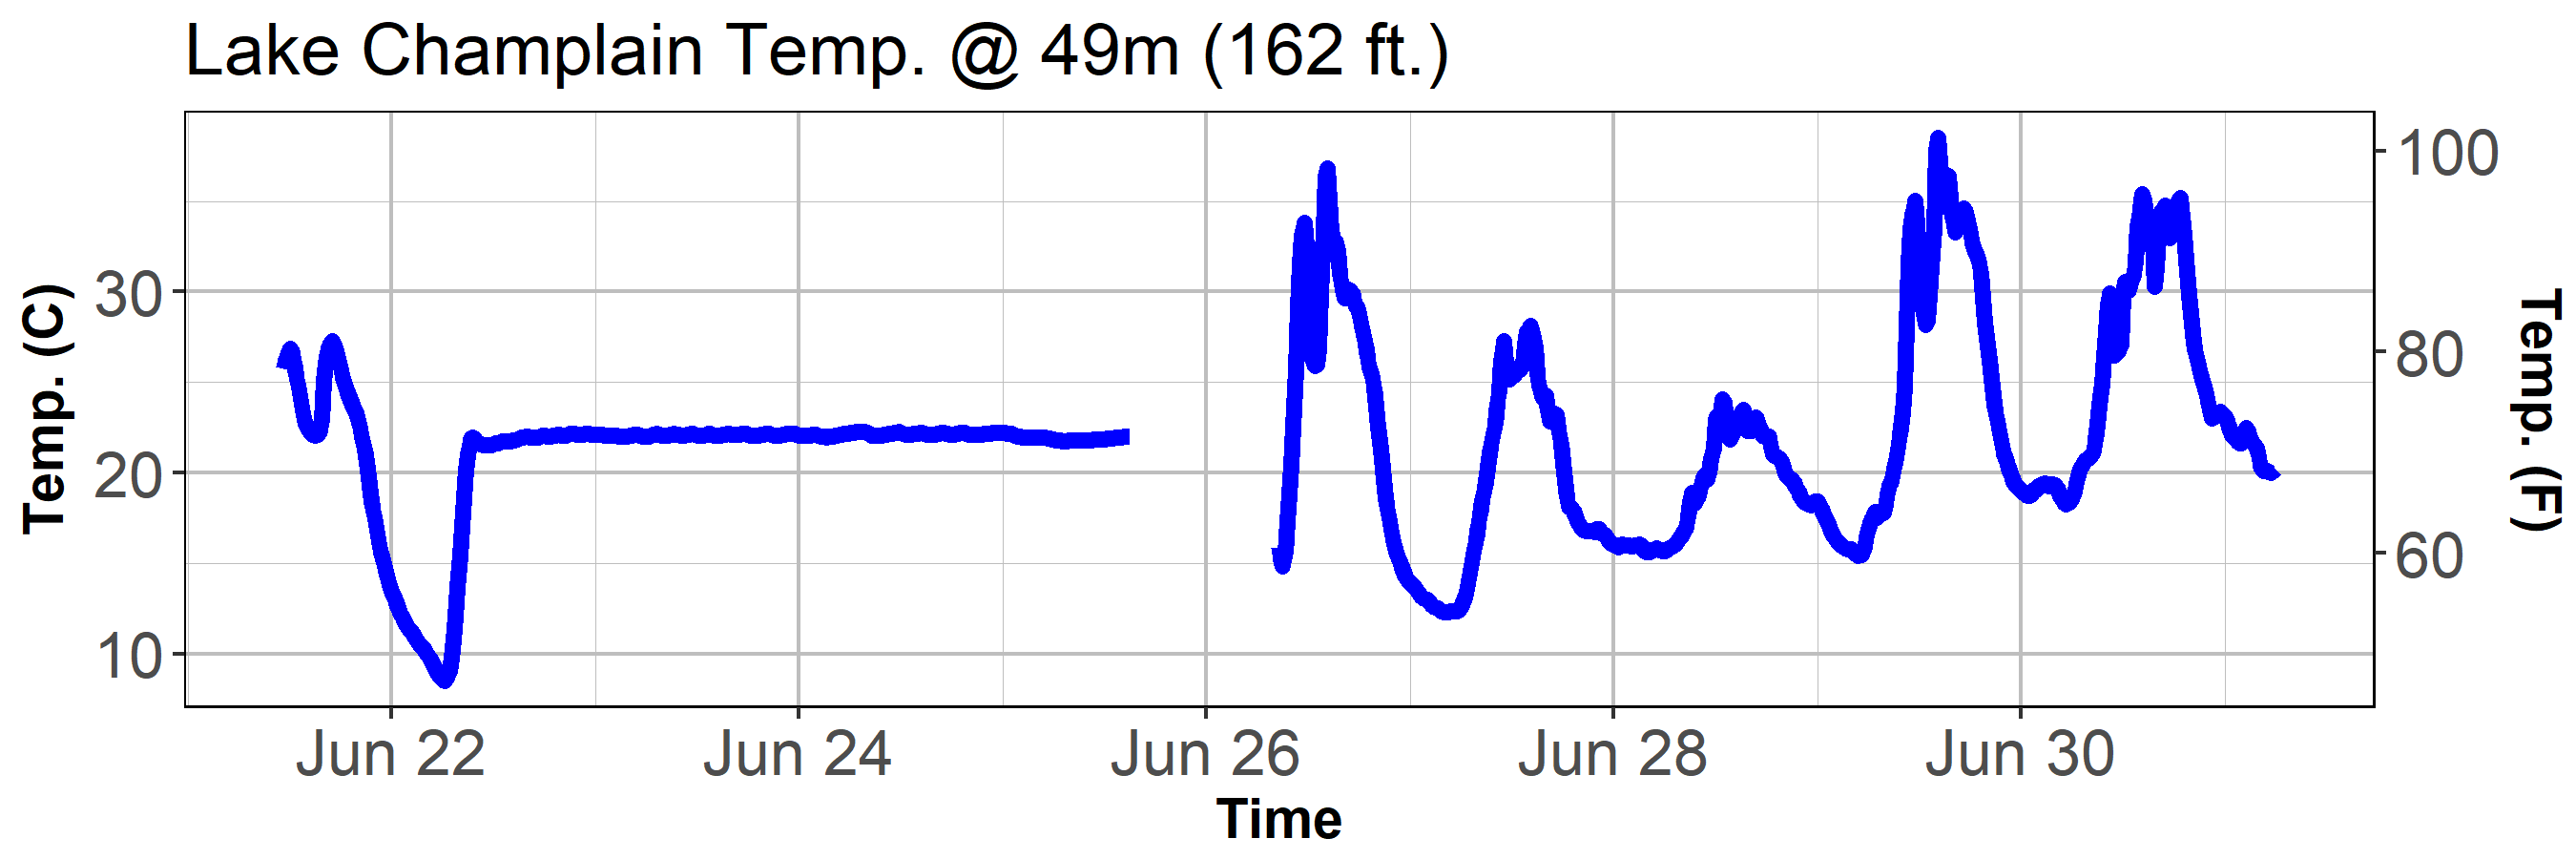 Lake Champlain Temp. @ 49m (162 ft.)
Temp. (C)
30
20
10
100
80
60
Temp. (F)
Jun 22 Jun 24 Jun 26 Jun 28 Jun 30
Time